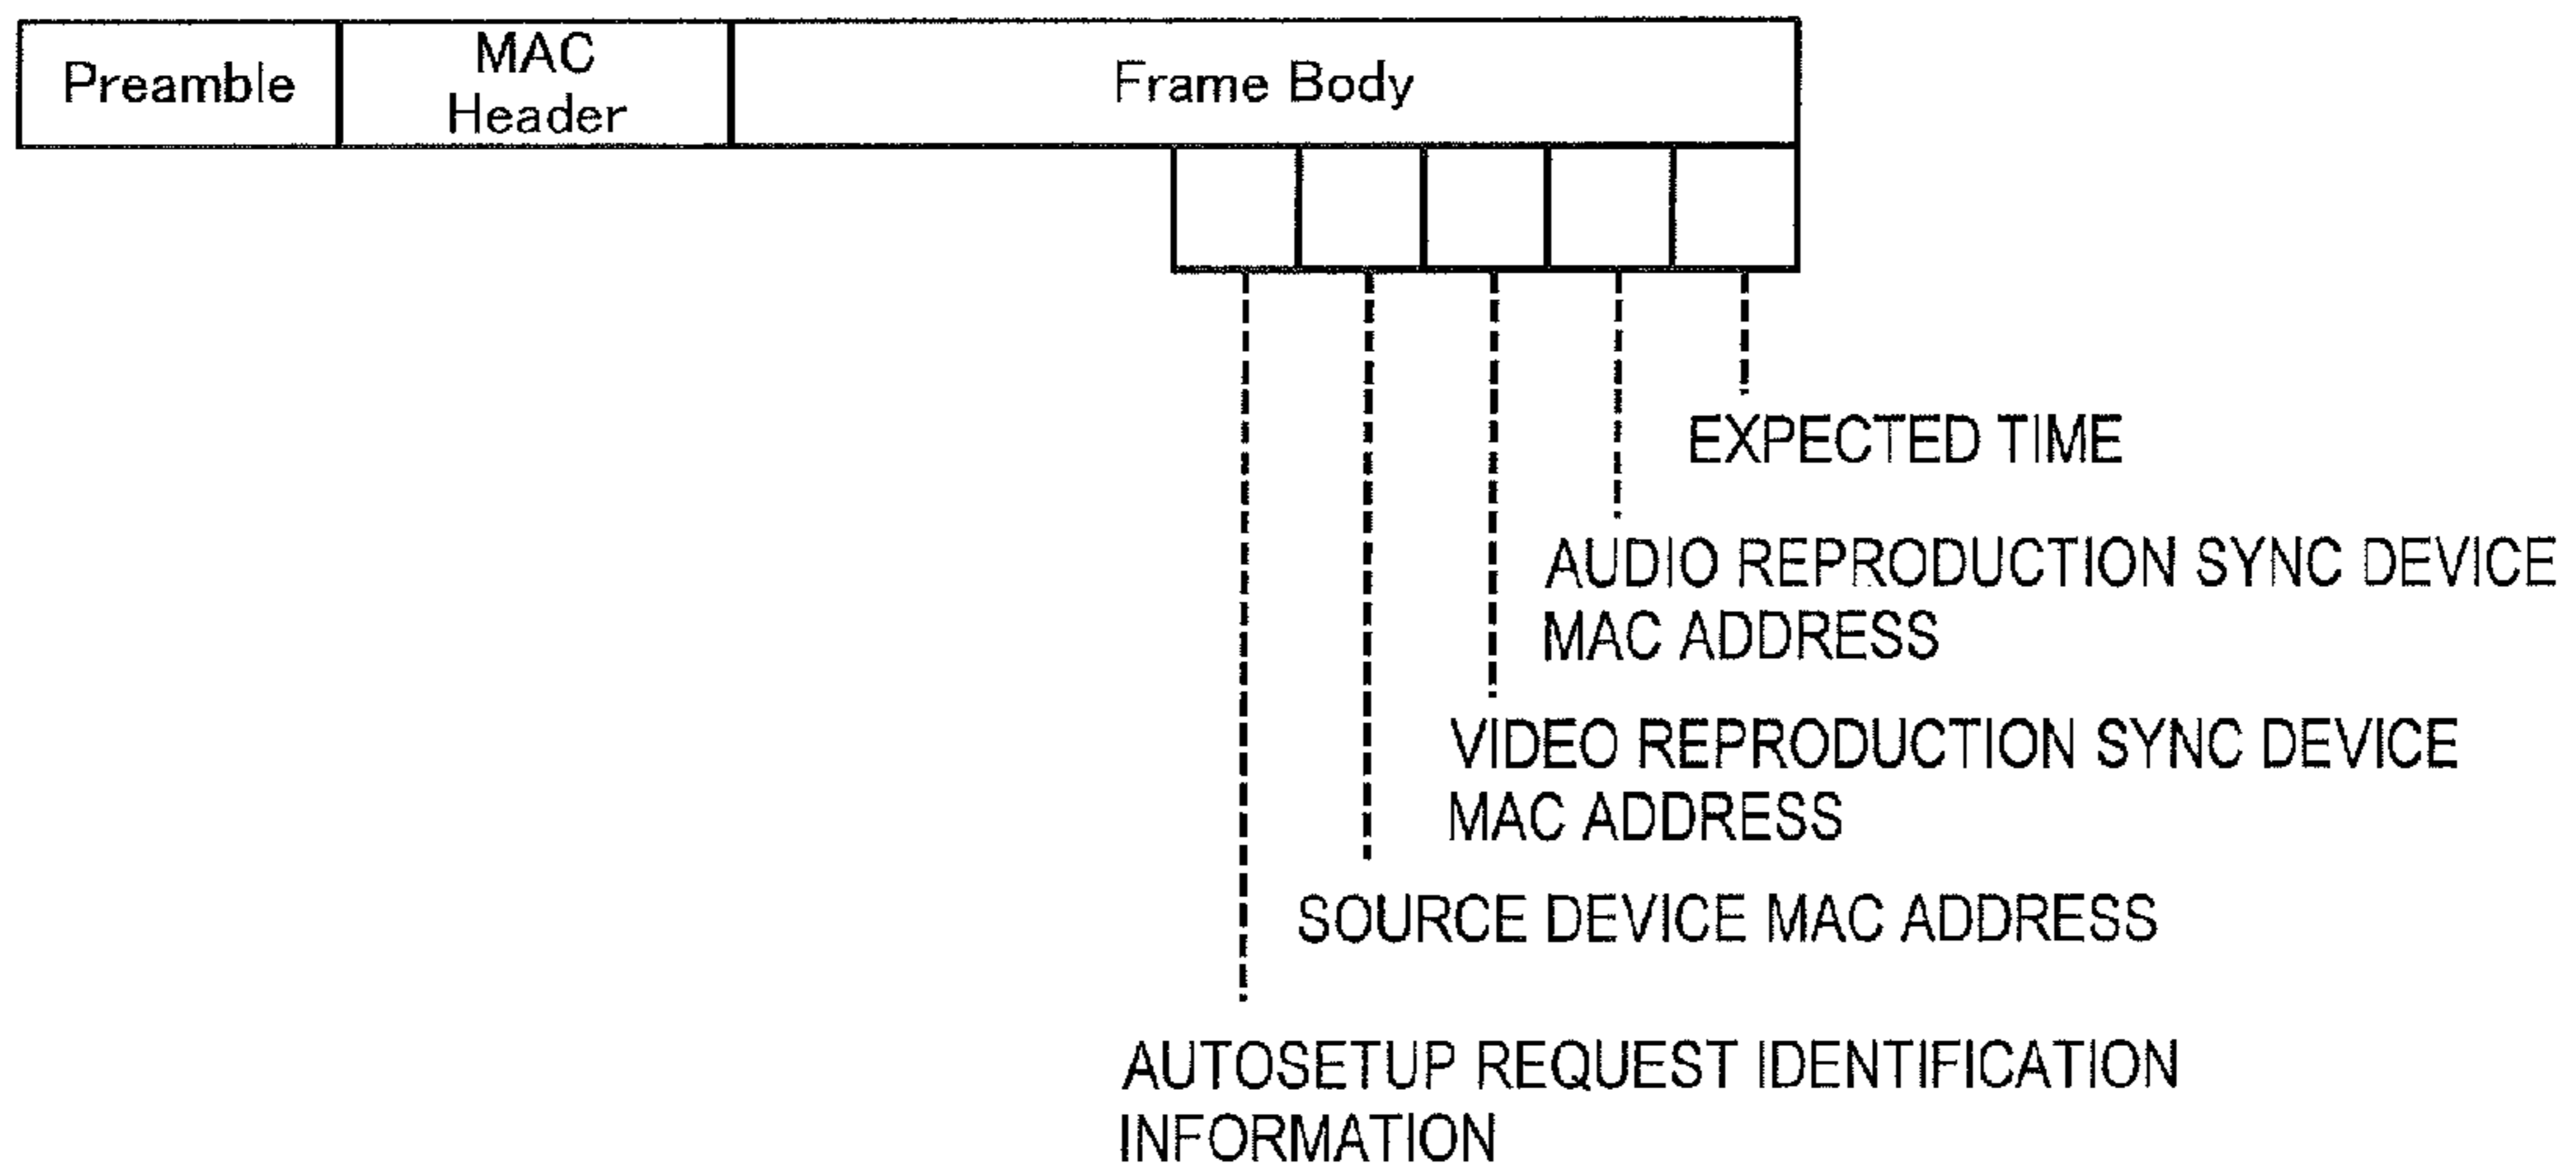 Preamble
MAC
Header
Frame Body
EXPECTED TIME
AUDIO REPRODUCTION SYNC DEVICE
MAC ADDRESS
VIDEO REPRODUCTION SYNC DEVICE
MAC ADDRESS
SOURCE DEVICE MAC ADDRESS
AUTOSETUP REQUEST IDENTIFICATION
INFORMATION